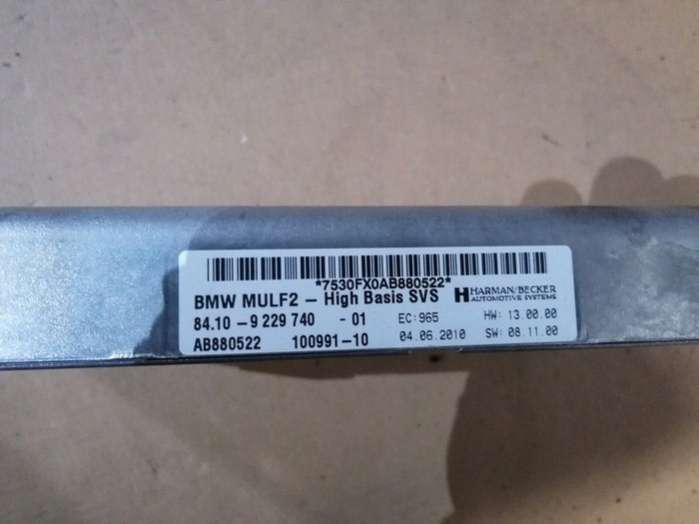 *7530FX0AB880522*
BMW MULF2 – High Basis SVS
HARMAN/BECKER
AUTOMOTIVE SYSTEMS
84.10 - 9 229 740 - 01 EC:965 HW: 13.00.00
AB880522 100991-10 04.06.2010 SW: 08.11.00